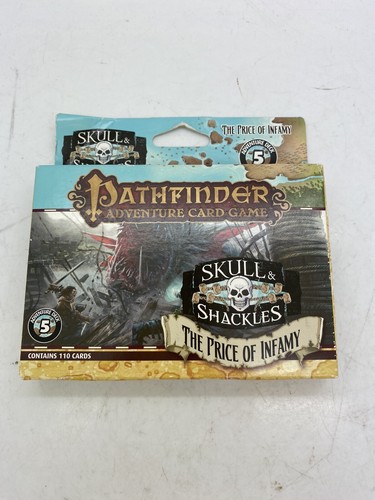 SKULL &
THE PRICE OF INFAMY
ADVENTURE DECK
5
PATHFINDER
ADVENTURE CARD GAME
SKULL &
SHACKLES
THE PRICE OF INFAMY
ADVENTURE DECK
5
CONTAINS 110 CARDS